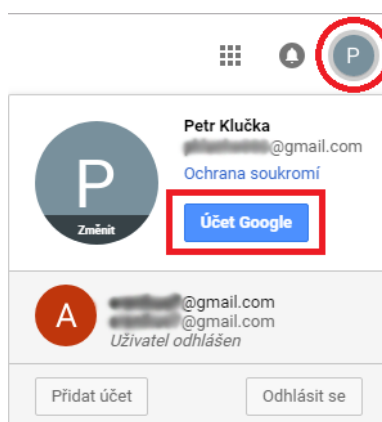 P
Petr Klučka
@gmail.com
Ochrana soukromí
P
Změnit
Účet Google
A
@gmail.com
@gmail.com
Uživatel odhlášen
Přidat účet
Odhlásit se